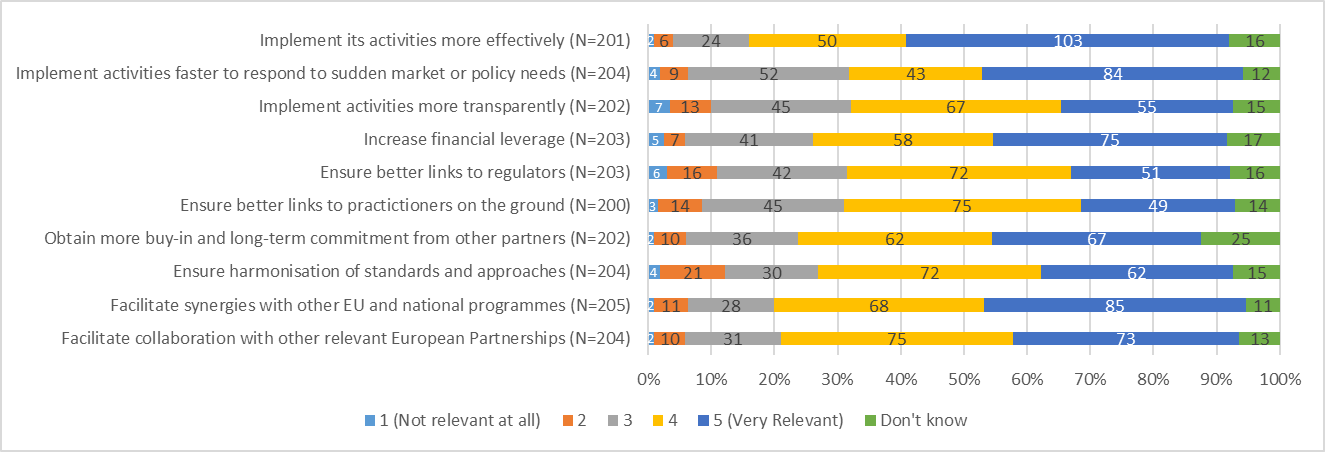 Implement its activities more effectively (N=201) 2 6 24 50 103 16
Implement activities faster to respond to sudden market or policy needs (N=204) 4 9 52 43 84 12
Implement activities more transparently (N=202) 7 13 45 67 55 15
Increase financial leverage (N=203) 5 7 41 58 75 17
Ensure better links to regulators (N=203) 6 16 42 72 51 16
Ensure better links to practictioners on the ground (N=200) 3 14 45 75 49 14
Obtain more buy-in and long-term commitment from other partners (N=202) 2 10 36 62 67 25
Ensure harmonisation of standards and approaches (N=204) 4 21 30 72 62 15
Facilitate synergies with other EU and national programmes (N=205) 2 11 28 68 85 11
Facilitate collaboration with other relevant European Partnerships (N=204) 2 10 31 75 73 13
0% 10% 20% 30% 40% 50% 60% 70% 80% 90% 100%
1 (Not relevant at all) 2 3 4 5 (Very Relevant) Don't know